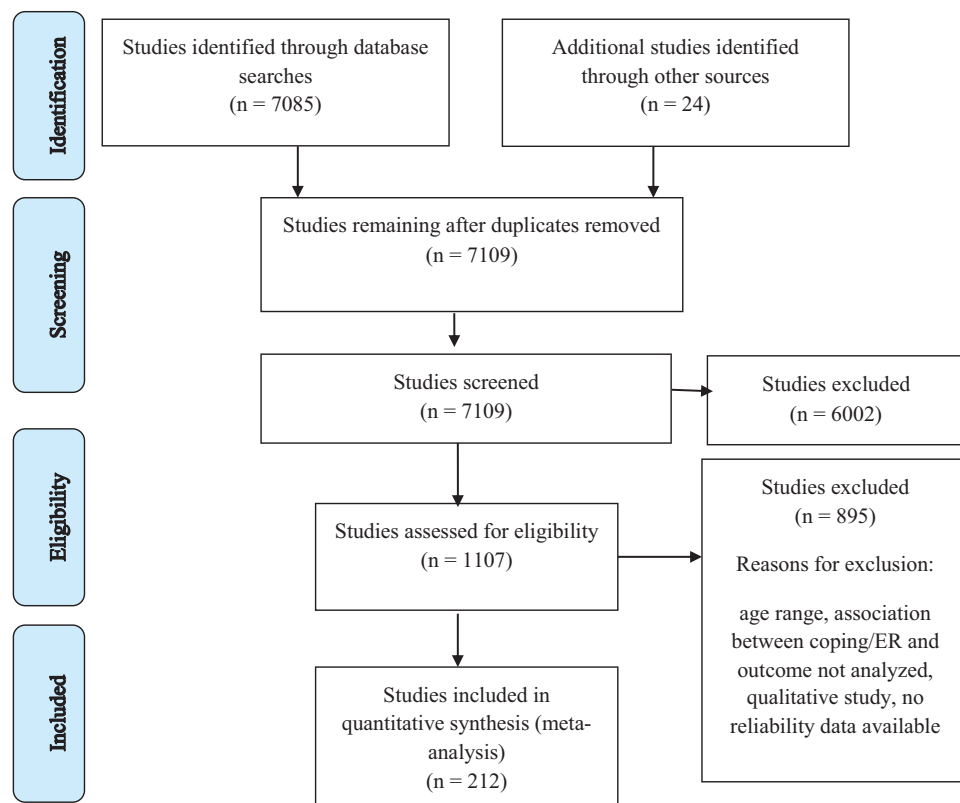 Identification
Studies identified through database
searches
(n = 7085)
Additional studies identified
through other sources
(n = 24)
Screening
Studies remaining after duplicates removed
(n = 7109)
Studies screened
(n = 7109)
Studies excluded
(n = 6002)
Eligibility
Studies assessed for eligibility
(n = 1107)
Studies excluded
(n = 895)
Reasons for exclusion:
age range, association
between coping/ER and
outcome not analyzed,
qualitative study, no
reliability data available
Included
Studies included in
quantitative synthesis (meta-
analysis)
(n = 212)